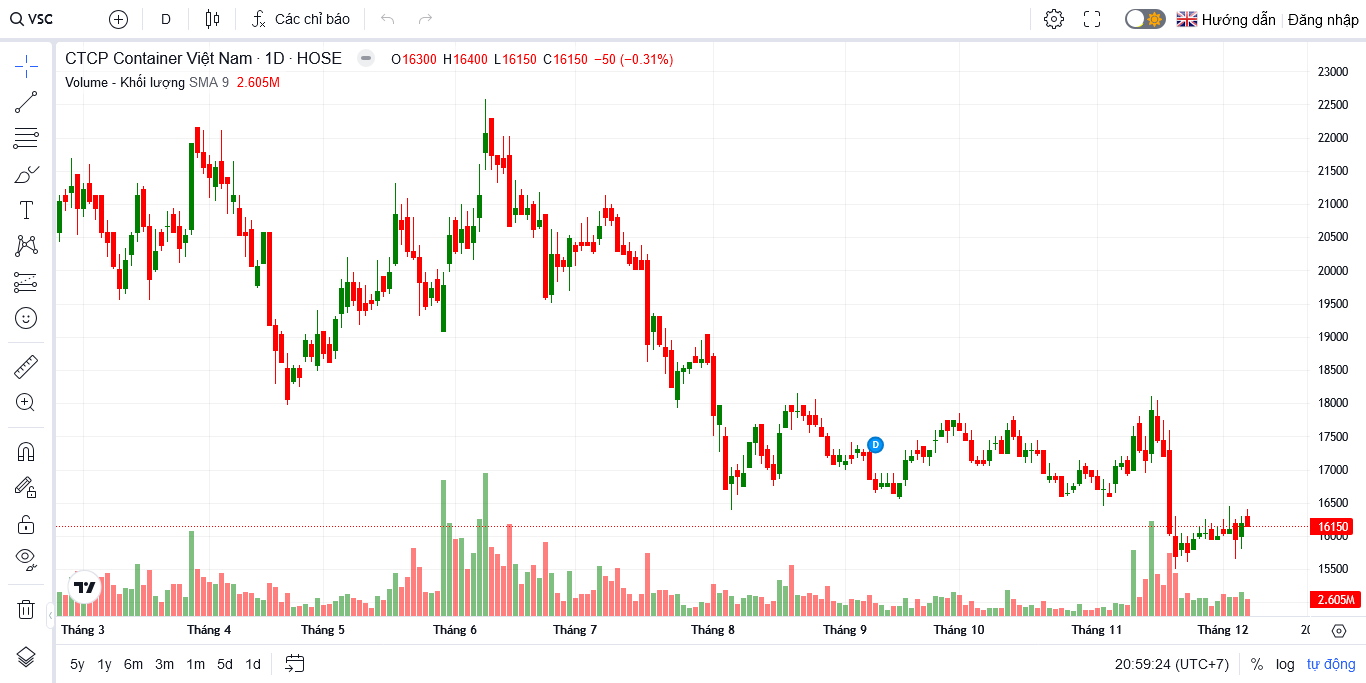 VSC D Các chỉ báo Hướng dẫn Đăng nhập
CTCP Container Việt Nam · 1D · HOSE O16300 H16400 L16150 C16150 −50 (−0.31%)
Volume - Khối lượng SMA 9 2.605M
23000
22500
22000
21500
21000
20500
20000
19500
19000
18500
18000
17500
17000
16500
16150
16000
15500
2.605M
D
Tháng 3 Tháng 4 Tháng 5 Tháng 6 Tháng 7 Tháng 8 Tháng 9 Tháng 10 Tháng 11 Tháng 12
5y 1y 6m 3m 1m 5d 1d 20:59:24 (UTC+7) % log tự động